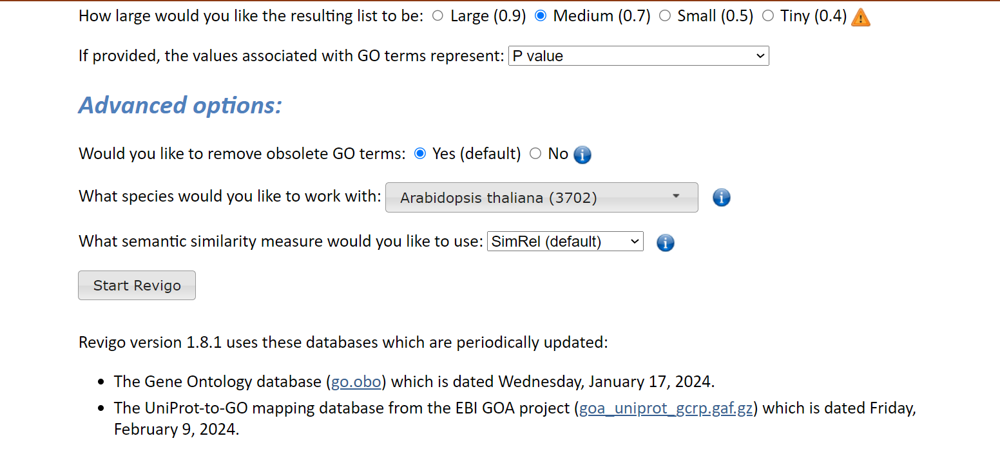 How large would you like the resulting list to be: Large (0.9) Medium (0.7) Small (0.5) Tiny (0.4)
If provided, the values associated with GO terms represent: P value
Advanced options:
Would you like to remove obsolete GO terms: Yes (default) No
What species would you like to work with: Arabidopsis thaliana (3702)
What semantic similarity measure would you like to use: SimRel (default)
Start Revigo
Revigo version 1.8.1 uses these databases which are periodically updated:
• The Gene Ontology database (go.obo) which is dated Wednesday, January 17, 2024.
• The UniProt-to-GO mapping database from the EBI GOA project (goa_uniprot_gcrp.gaf.gz) which is dated Friday,
February 9, 2024.